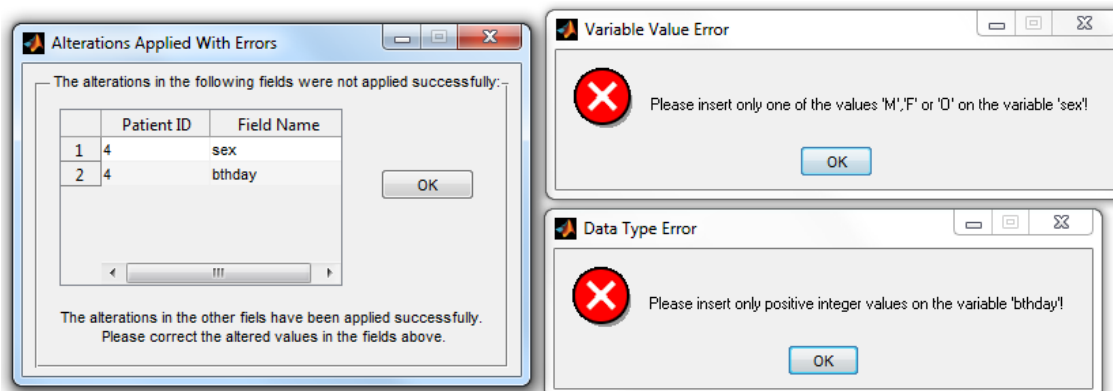 Alterations Applied With Errors
The alterations in the following fields were not applied successfully:
Patient ID Field Name
1 4 sex
2 4 bthday
OK
The alterations in the other fiels have been applied successfully.
Please correct the altered values in the fields above.
Variable Value Error
Please insert only one of the values 'M','F' or 'O' on the variable 'sex'!
OK
Data Type Error
Please insert only positive integer values on the variable 'bthday'!
OK